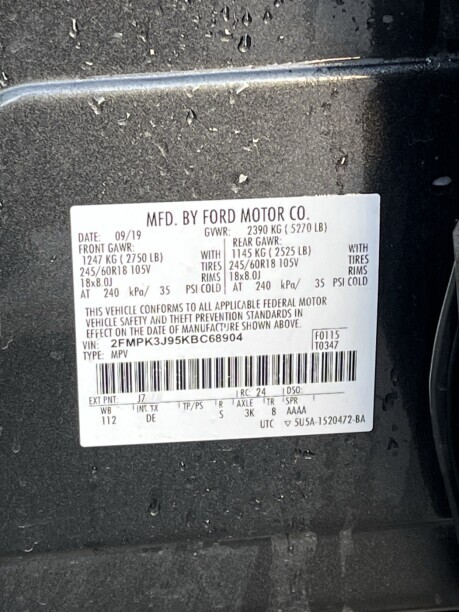 MFD. BY FORD MOTOR CO.
DATE: 09/19 GVWR: 2390 KG ( 5270 LB)
FRONT GAWR: REAR GAWR:
1247 KG ( 2750 LB) WITH 1145 KG ( 2525 LB) WITH
245/60R18 105V TIRES 245/60R18 105V TIRES
18x8.0J RIMS 18x8.0J RIMS
AT 240 kPa/ 35 PSI COLD AT 240 kPa/ 35 PSI COLD
THIS VEHICLE CONFORMS TO ALL APPLICABLE FEDERAL MOTOR
VEHICLE SAFETY AND THEFT PREVENTION STANDARDS IN
EFFECT ON THE DATE OF MANUFACTURE SHOWN ABOVE.
VIN: 2FMPK3J95KBC68904 F0115
TYPE: MPV T0347
EXT PNT: J7 RC: 24 DSO:
WB INT TR TP/PS R AXLE TR SPR
112 DE S 3K 8 AAAA
UTC ▽ 5U5A-1520472-BA